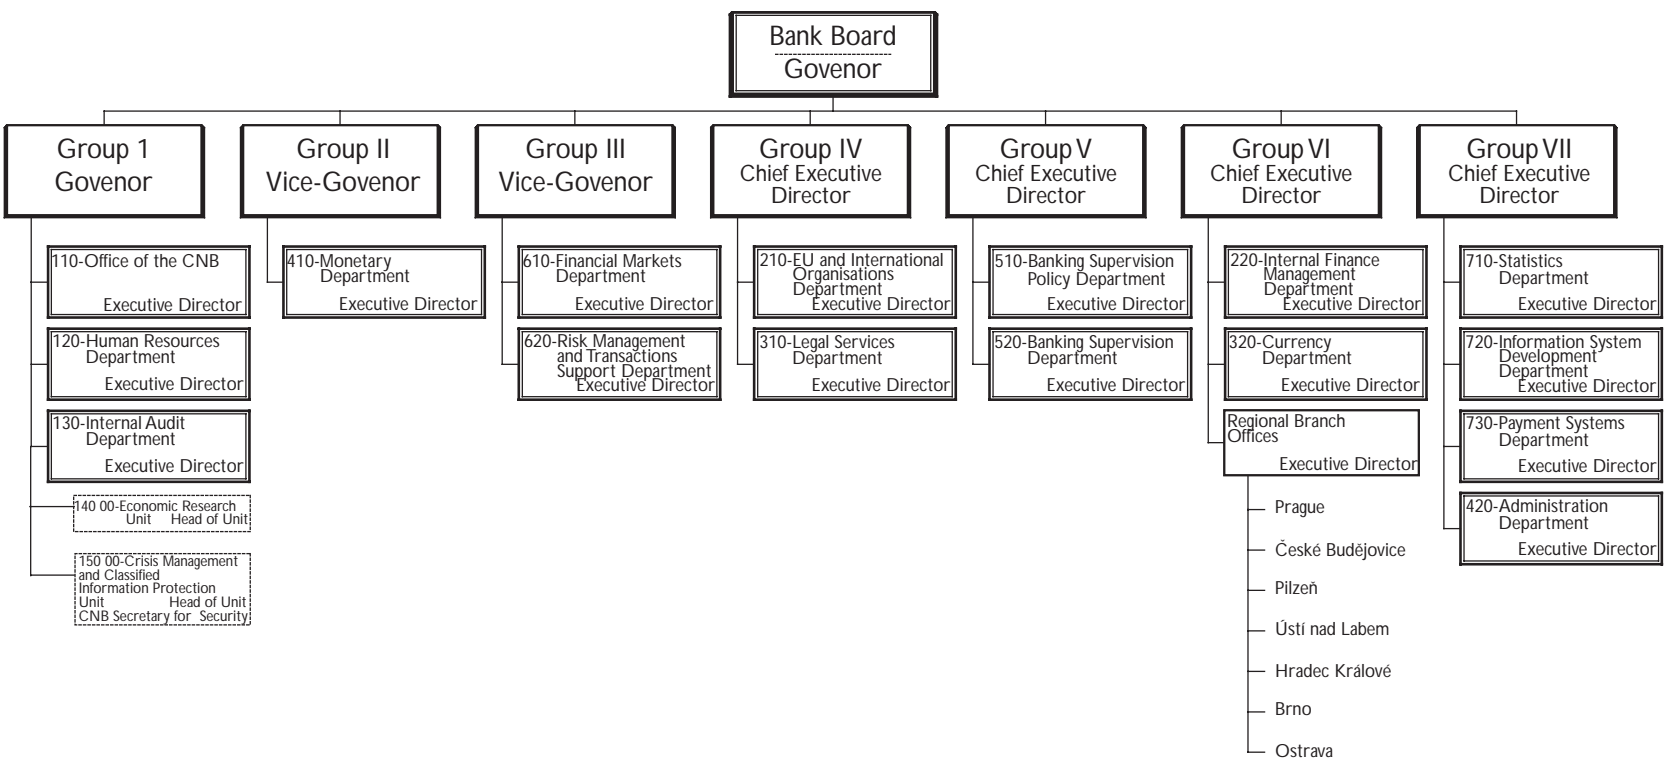 Bank Board
Govenor
Group 1
Govenor
110-Office of the CNB
Executive Director
120-Human Resources
Department
Executive Director
130-Internal Audit
Department
Executive Director
140 00-Economic Research
Unit Head of Unit
150 00-Crisis Management
and Classified
Information Protection
Unit Head of Unit
CNB Secretary for Security
Group II
Vice-Govenor
410-Monetary
Department
Executive Director
Group III
Vice-Govenor
610-Financial Markets
Department
Executive Director
620-Risk Management
and Transactions
Support Department
Executive Director
Group IV
Chief Executive
Director
210-EU and International
Organisations
Department
Executive Director
310-Legal Services
Department
Executive Director
Group V
Chief Executive
Director
510-Banking Supervision
Policy Department
Executive Director
520-Banking Supervision
Department
Executive Director
Group VI
Chief Executive
Director
220-Internal Finance
Management
Department
Executive Director
320-Currency
Department
Executive Director
Regional Branch
Offices
Executive Director
Prague
České Budějovice
Pilzeň
Ústí nad Labem
Hradec Králové
Brno
Ostrava
Group VII
Chief Executive
Director
710-Statistics
Department
Executive Director
720-Information System
Development
Department
Executive Director
730-Payment Systems
Department
Executive Director
420-Administration
Department
Executive Director